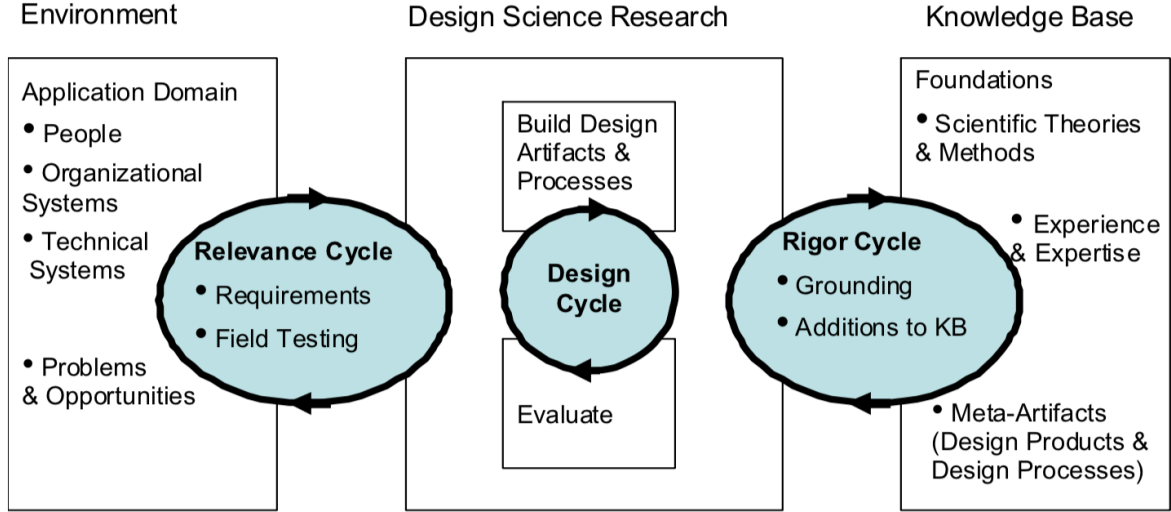 Environment
Design Science Research
Knowledge Base
Application Domain
• People
• Organizational
Systems
• Technical
Systems
• Problems
& Opportunities
Relevance Cycle
• Requirements
• Field Testing
Build Design
Artifacts &
Processes
Design
Cycle
Evaluate
Rigor Cycle
• Grounding
• Additions to KB
Foundations
• Scientific Theories
& Methods
• Experience
& Expertise
• Meta-Artifacts
(Design Products &
Design Processes)